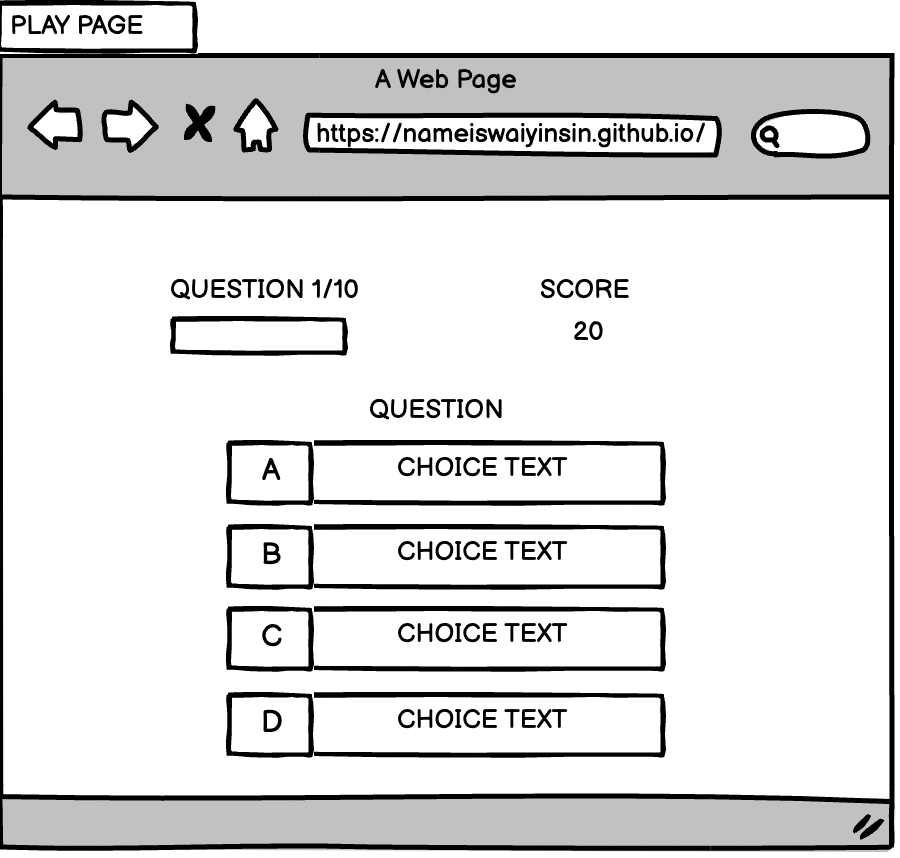 PLAY PAGE
A Web Page
https://nameiswaiyinsin.github.io/
QUESTION 1/10
SCORE
20
QUESTION
A CHOICE TEXT
B CHOICE TEXT
C CHOICE TEXT
D CHOICE TEXT